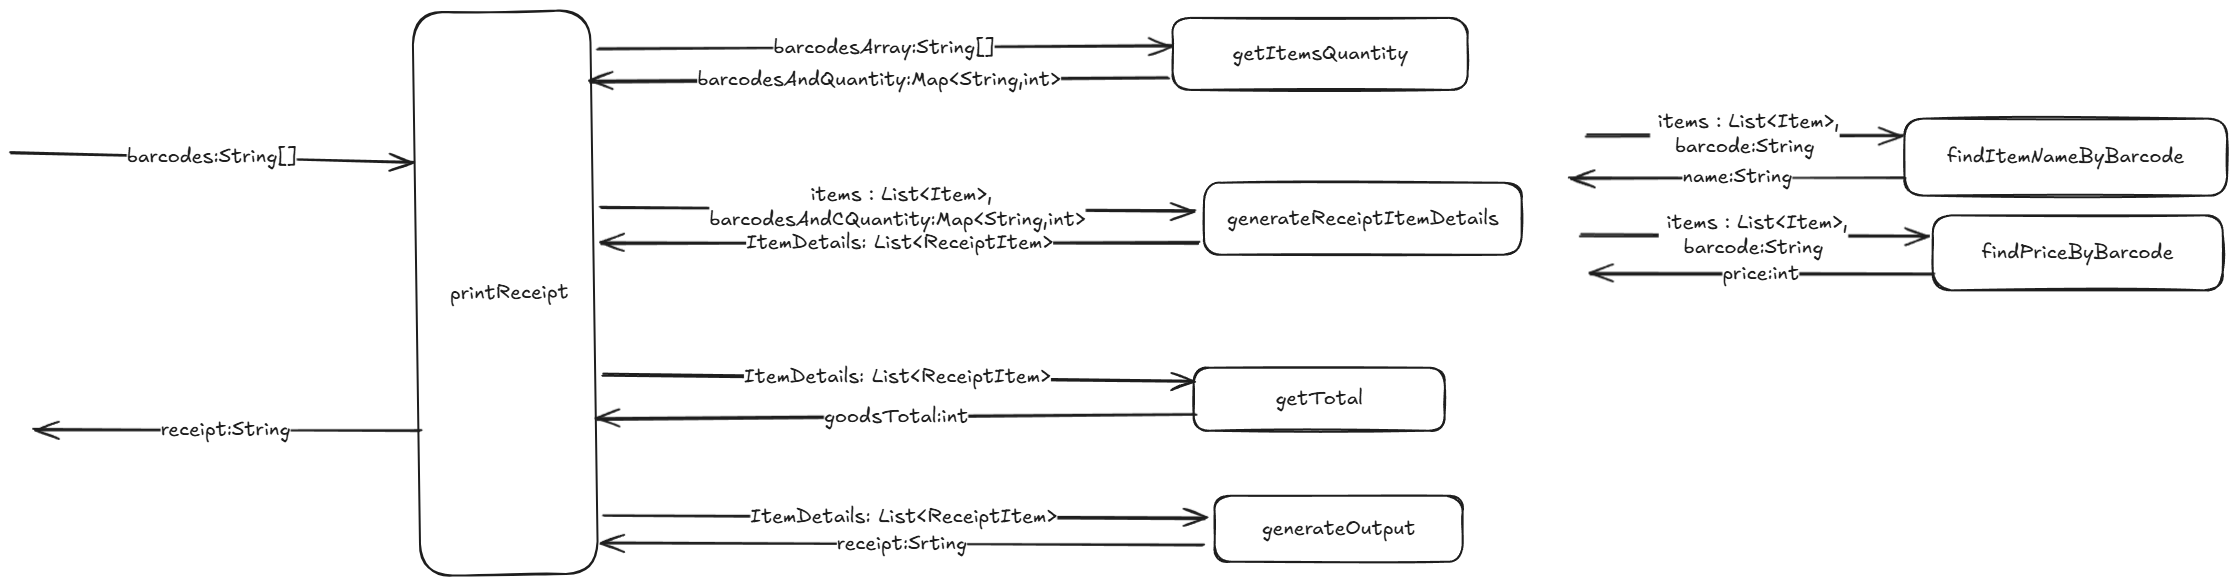 barcodes:String[]
receipt:String
printReceipt
barcodesArray:String[]
barcodesAndQuantity:Map<String,int>
getItemsQuantity
items : List<Item>,
barcodesAndCQuantity:Map<String,int>
ItemDetails: List<ReceiptItem>
generateReceiptItemDetails
items : List<Item>,
barcode:String
name:String
findItemNameByBarcode
items : List<Item>,
barcode:String
price:int
findPriceByBarcode
ItemDetails: List<ReceiptItem>
goodsTotal:int
getTotal
ItemDetails: List<ReceiptItem>
receipt:Srting
generateOutput